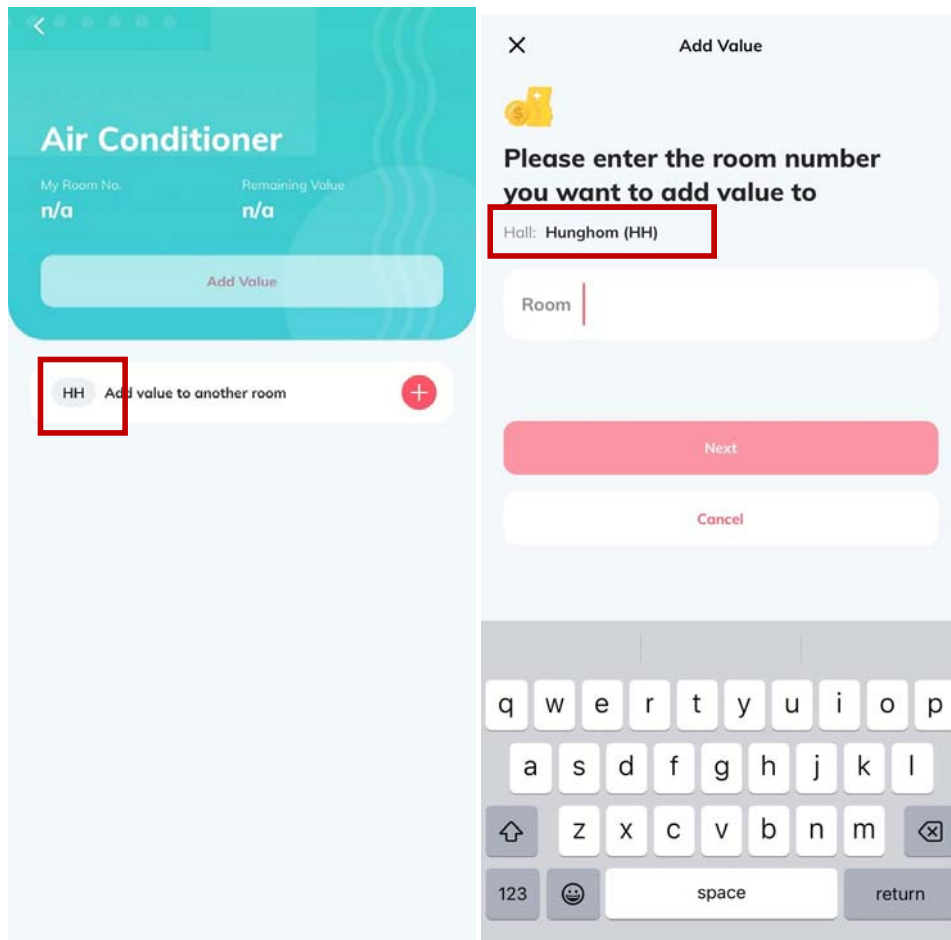 Air Conditioner
My Room No.
Remaining Value
n/a
n/a
Add Value
HH
Add value to another room
Add Value
Please enter the room number
you want to add value to
Hall: Hunghom (HH)
Room
Next
Cancel
q w e r t y u i o p
a s d f g h j k l
z x c v b n m
123 space return